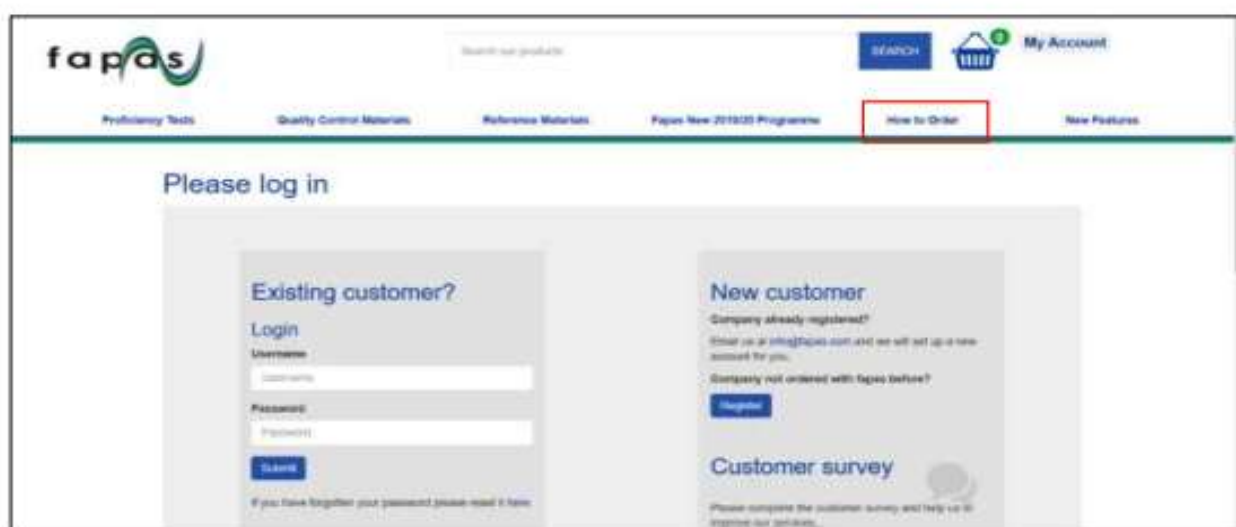 fapas
Search our products
SEARCH
0
My Account
Proficiency Tests
Quality Control Materials
Reference Materials
Fapas New 2019/20 Programme
How to Order
New Features
Please log in
Existing customer?
Login
Username
Username
Password
Password
Submit
If you have forgotten your password please reset it here
New customer
Company already registered?
Email us at info@fapas.com and we will set up a new
account for you.
Company not ordered with fapas before?
Register
Customer survey
Please complete the customer survey and help us to
improve our services.